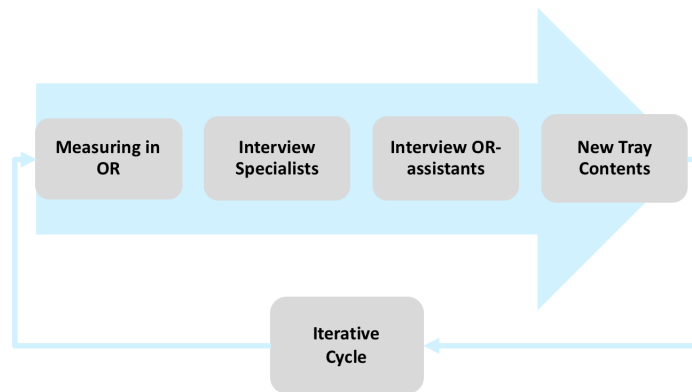 Measuring in
OR
Interview
Specialists
Interview OR-
assistants
New Tray
Contents
Iterative
Cycle